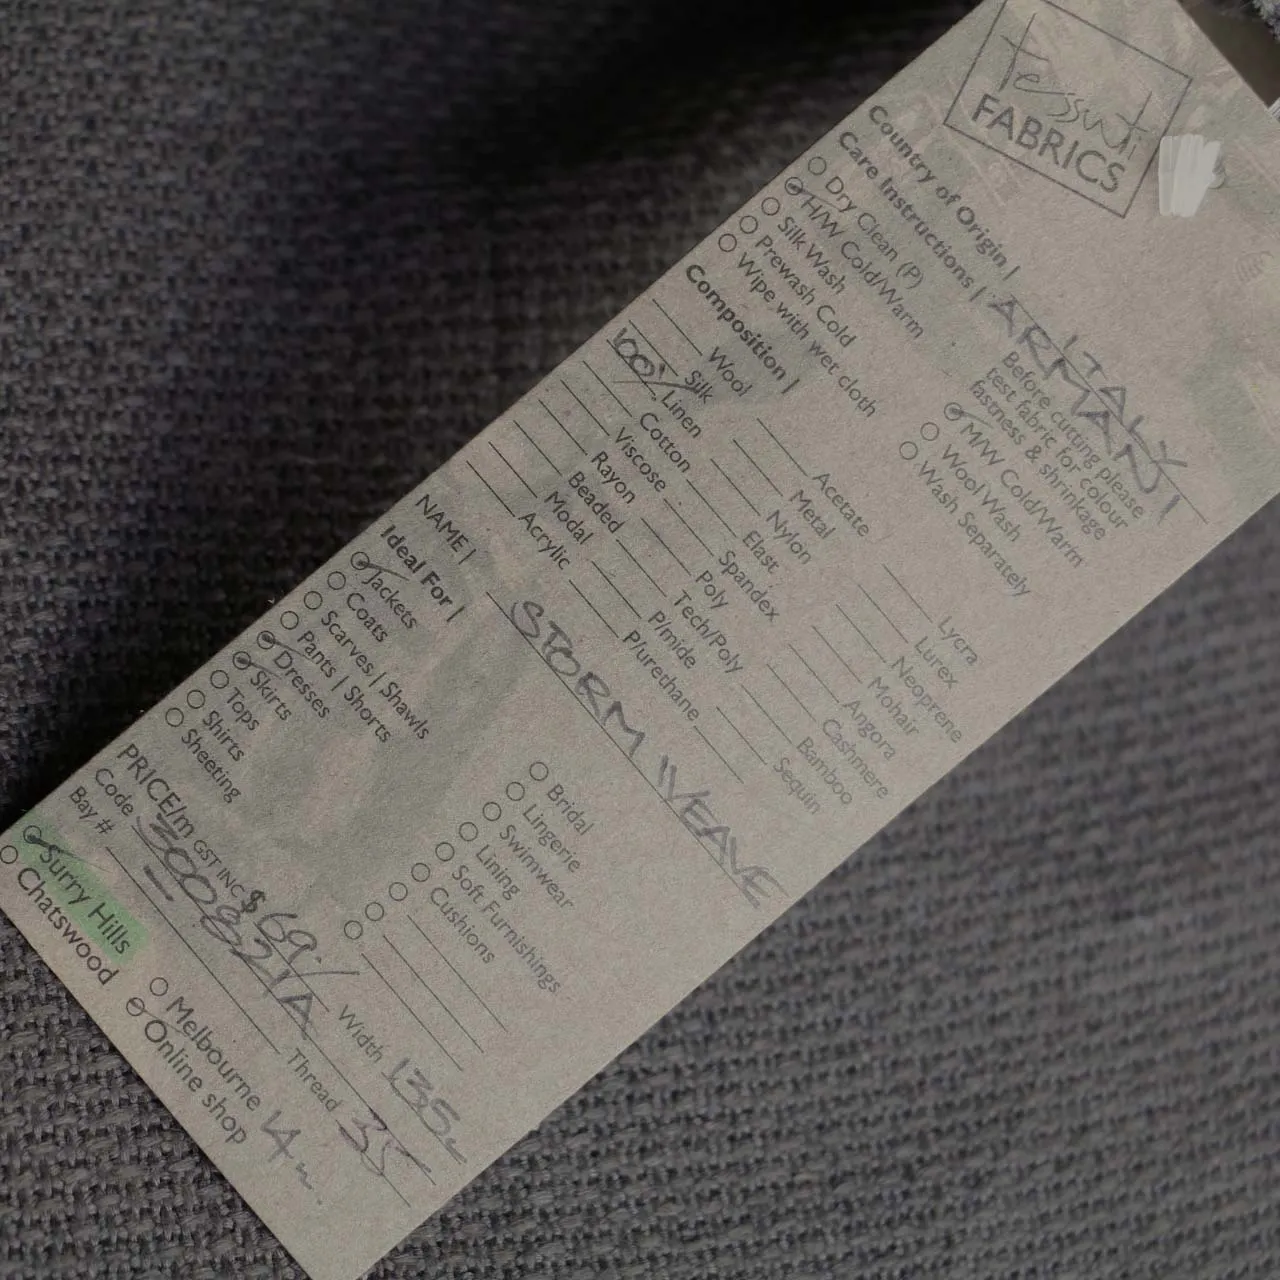 tessuti
FABRICS
Country of Origin | ITALY
ARMANI
Care Instructions | Before cutting please
test fabric for colour
fastness & shrinkage
Dry Clean (P)
H/W Cold/Warm
Silk Wash
Prewash Cold
Wipe with wet cloth
M/W Cold/Warm
Wool Wash
Wash Separately
Composition |
Wool
Silk
100% Linen
Cotton
Viscose
Rayon
Beaded
Modal
Acrylic
Acetate
Metal
Nylon
Elast
Spandex
Poly
Tech/Poly
P/mide
P/urethane
Lycra
Lurex
Neoprene
Mohair
Angora
Cashmere
Bamboo
Sequin
NAME | STORM WEAVE
Ideal For |
Jackets
Coats
Scarves | Shawls
Pants | Shorts
Dresses
Skirts
Tops
Shirts
Sheeting
Bridal
Lingerie
Swimwear
Lining
Soft Furnishings
Cushions
PRICE/m GST INC $69/ Width 135
Code 300821A Thread 35
Bay #
Surry Hills
Chatswood
Melbourne
Online shop
14m